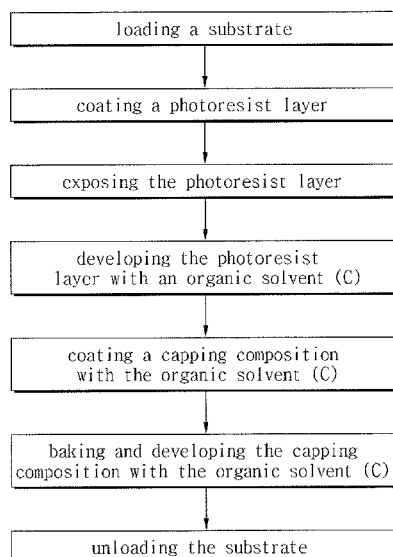 loading a substrate
coating a photoresist layer
exposing the photoresist layer
developing the photoresist
layer with an organic solvent (C)
coating a capping composition
with the organic solvent (C)
baking and developing the capping
composition with the organic solvent (C)
unloading the substrate